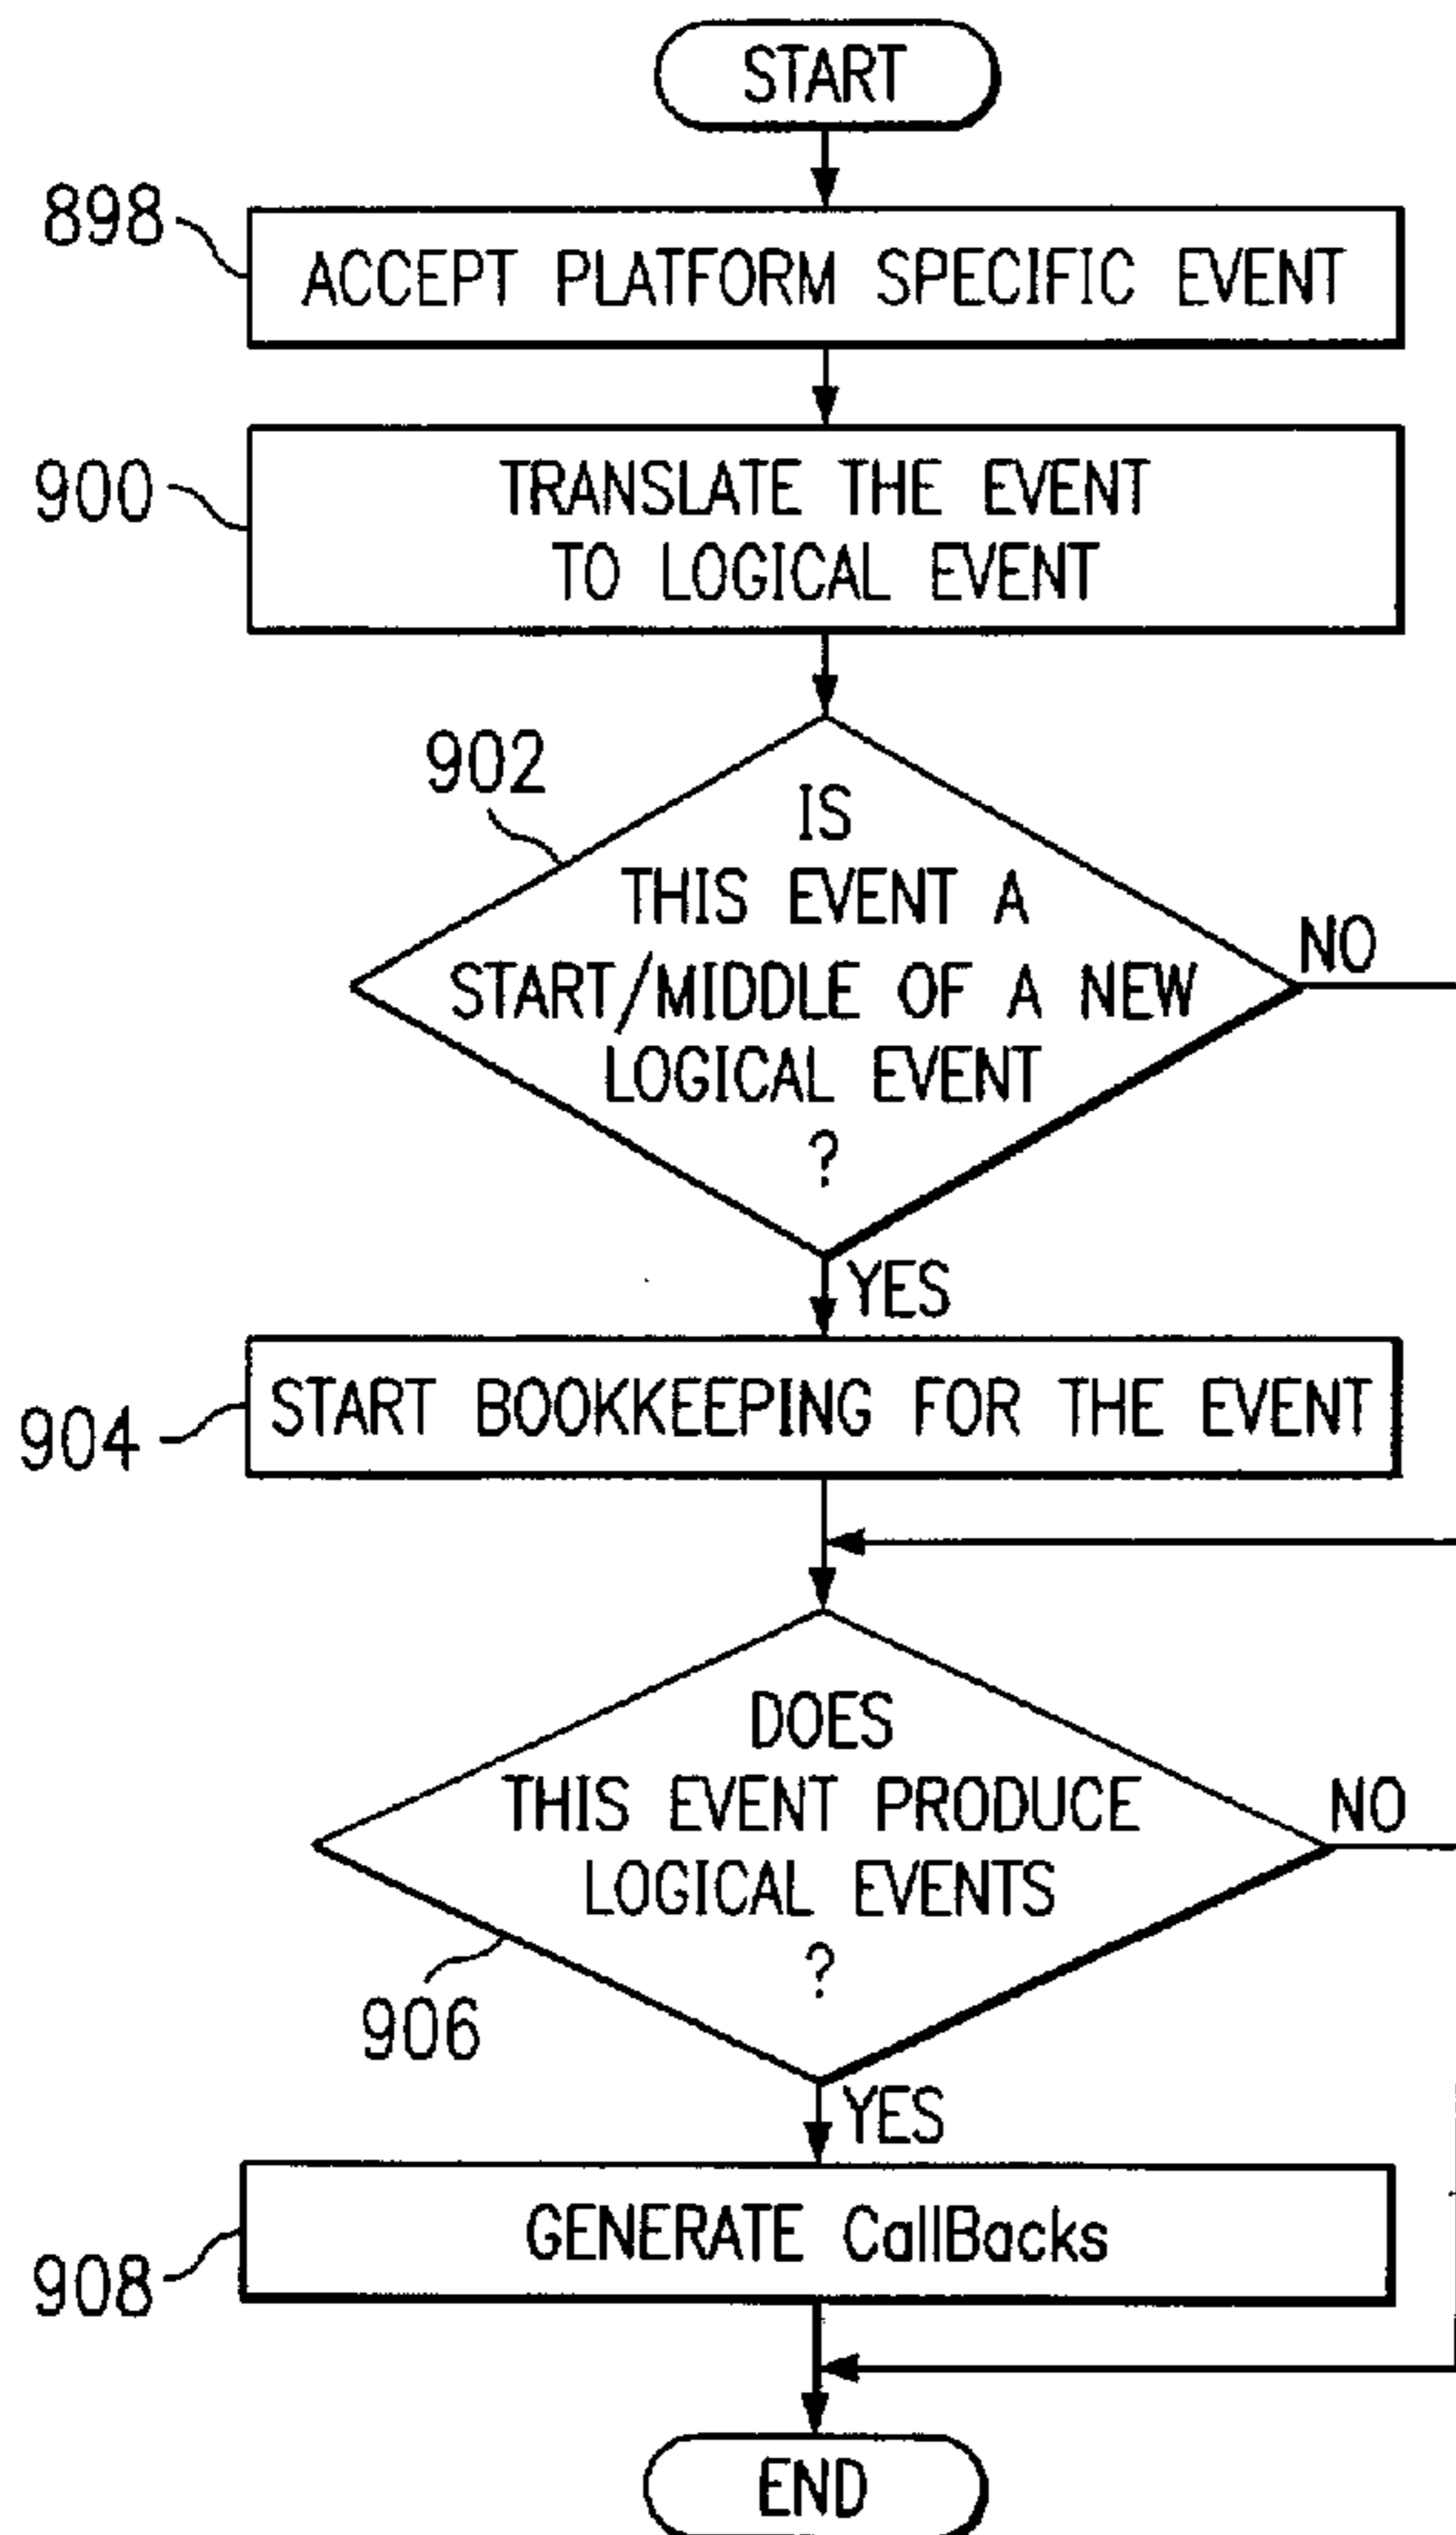 START
898
ACCEPT PLATFORM SPECIFIC EVENT
900
TRANSLATE THE EVENT
TO LOGICAL EVENT
902
IS
THIS EVENT A
START/MIDDLE OF A NEW
LOGICAL EVENT
?
NO
YES
904
START BOOKKEEPING FOR THE EVENT
DOES
THIS EVENT PRODUCE
LOGICAL EVENTS
?
NO
906
YES
GENERATE CallBacks
908
END